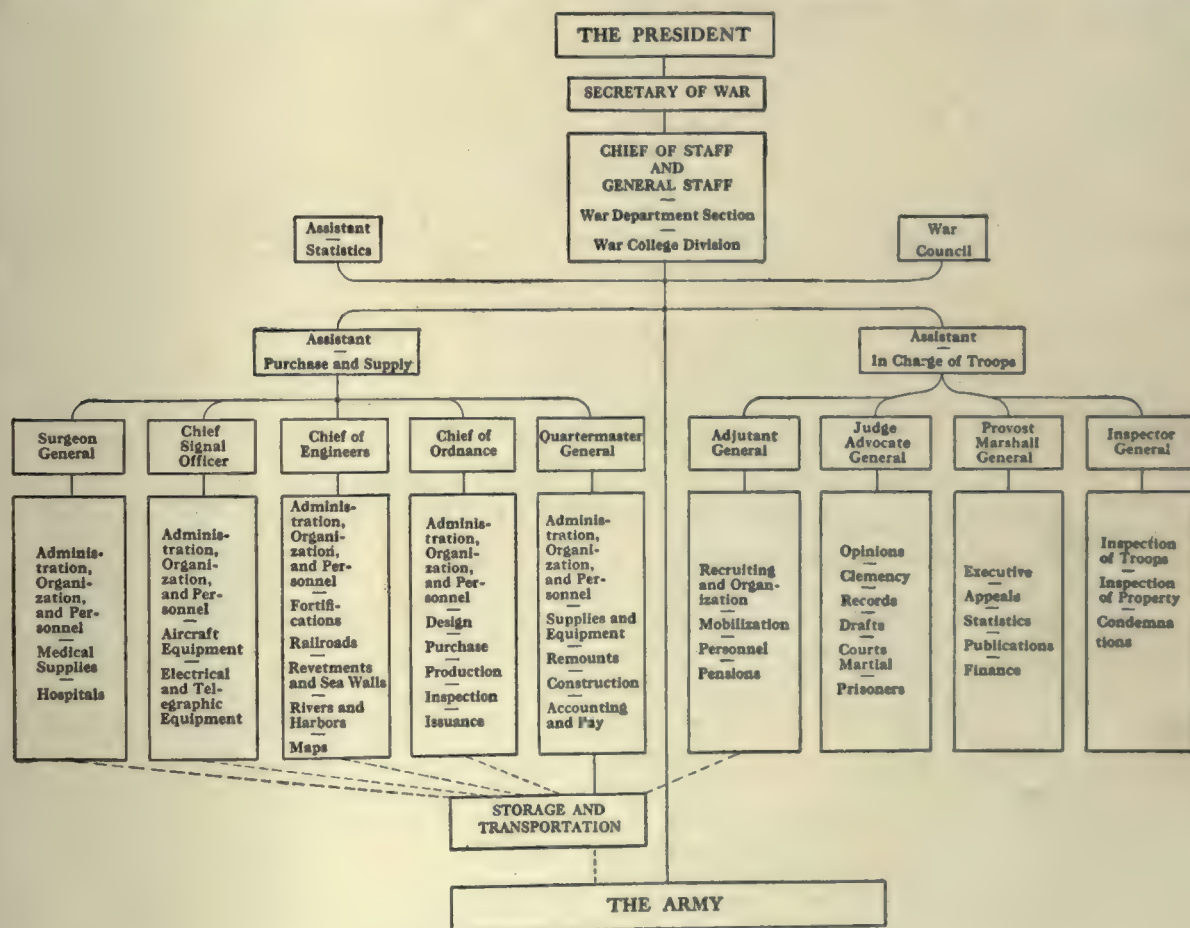 THE PRESIDENT
SECRETARY OF WAR
CHIEF OF STAFF
AND
GENERAL STAFF
—
War Department Section
—
War College Division
Assistant
—
Statistics
War
Council
Assistant
—
Purchase and Supply
Assistant
—
In Charge of Troops
Surgeon
General
Chief
Signal
Officer
Chief of
Engineers
Chief of
Ordnance
Quartermaster
General
Adjutant
General
Judge
Advocate
General
Provost
Marshall
General
Inspector
General
Adminis-
tration,
Organi-
zation,
and Per-
sonnel
—
Medical
Supplies
—
Hospitals
Adminis-
tration,
Organi-
zation,
and Per-
sonnel
—
Aircraft
Equipment
—
Electrical
and Tel-
egraphic
Equipment
Adminis-
tration,
Organi-
zation,
and Per-
sonnel
—
Fortifi-
cations
—
Railroads
—
Revetments
and Sea Walls
—
Rivers and
Harbors
—
Maps
Adminis-
tration,
Organi-
zation,
and Per-
sonnel
—
Design
—
Purchase
—
Production
—
Inspection
—
Issuance
Adminis-
tration,
Organi-
zation,
and Per-
sonnel
—
Supplies and
Equipment
—
Remounts
—
Construction
—
Accounting
and Pay
Recruiting
and Organ-
ization
—
Mobilization
—
Personnel
—
Pensions
Opinions
—
Clemency
—
Records
—
Drafts
—
Courts
Martial
—
Prisoners
Executive
—
Appeals
—
Statistics
—
Publications
—
Finance
Inspection
of Troops
—
Inspection
of Property
—
Condemna
tions
STORAGE AND
TRANSPORTATION
THE ARMY